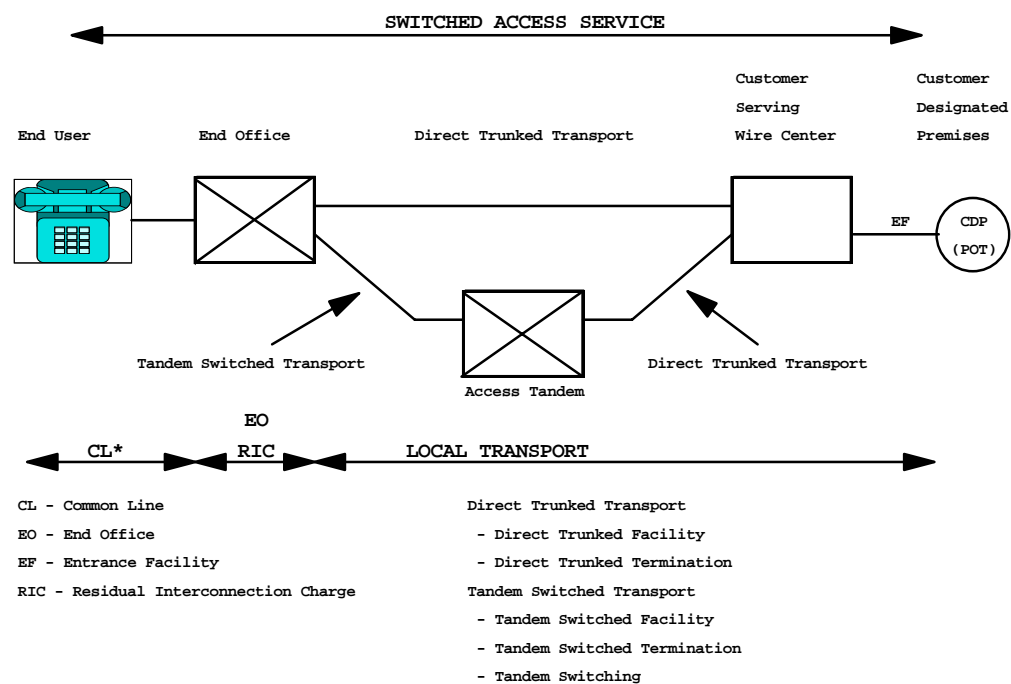 SWITCHED ACCESS SERVICE
Customer
Serving
Wire Center
Customer
Designated
Premises
End User
End Office
Direct Trunked Transport
EF
CDP
(POT)
Tandem Switched Transport
Direct Trunked Transport
Access Tandem
EO
CL*
RIC
LOCAL TRANSPORT
CL - Common Line
EO - End Office
EF - Entrance Facility
RIC - Residual Interconnection Charge
Direct Trunked Transport
- Direct Trunked Facility
- Direct Trunked Termination
Tandem Switched Transport
- Tandem Switched Facility
- Tandem Switched Termination
- Tandem Switching